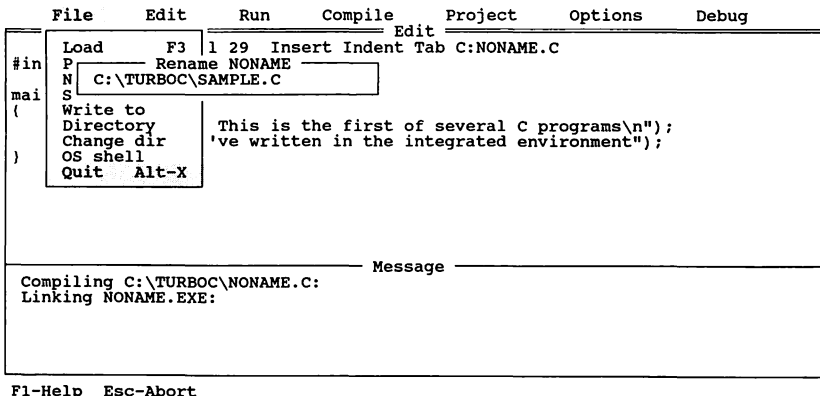 File Edit Run Compile Project Options Debug
Edit
Load F3 l 29 Insert Indent Tab C:NONAME.C
#in P Rename NONAME
N C:\TURBOC\SAMPLE.C
mai S
{ Write to
Directory This is the first of several C programs\n");
Change dir 've written in the integrated environment");
} OS shell
Quit Alt-X
Message
Compiling C:\TURBOC\NONAME.C:
Linking NONAME.EXE:
F1-Help Esc-Abort